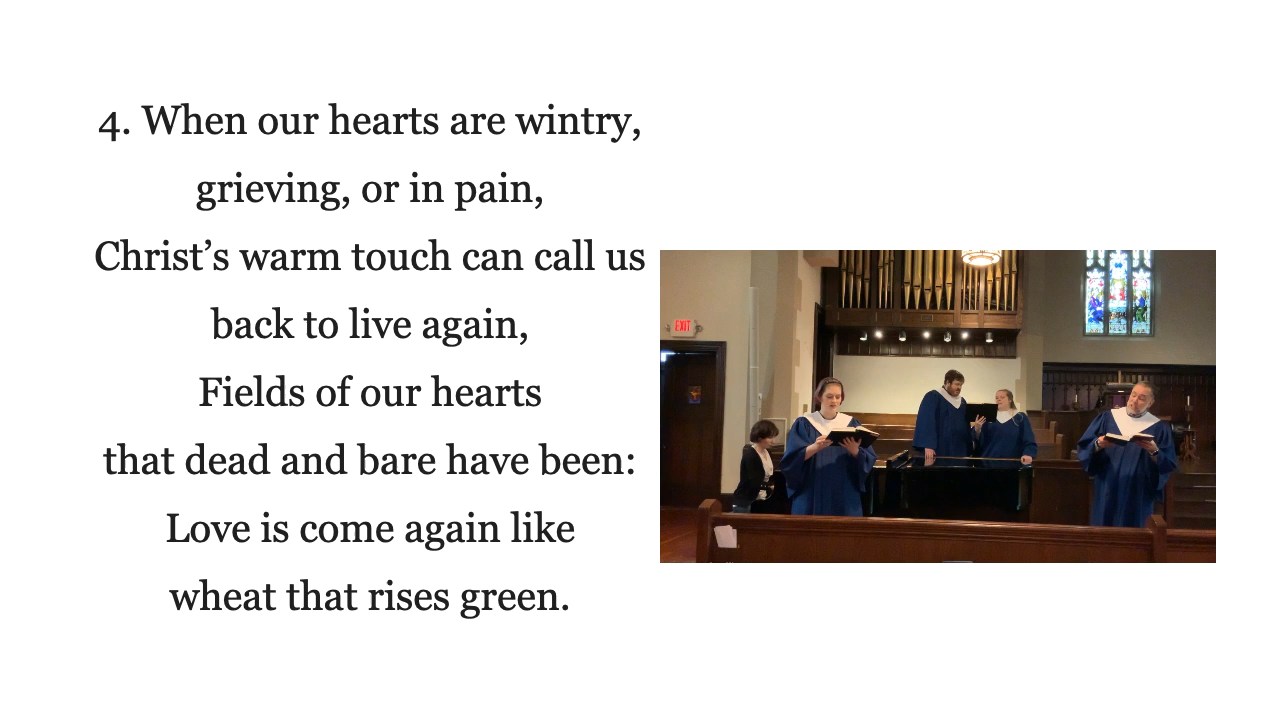 4. When our hearts are wintry,
grieving, or in pain,
Christ’s warm touch can call us
back to live again,
Fields of our hearts
that dead and bare have been:
Love is come again like
wheat that rises green.
EXIT